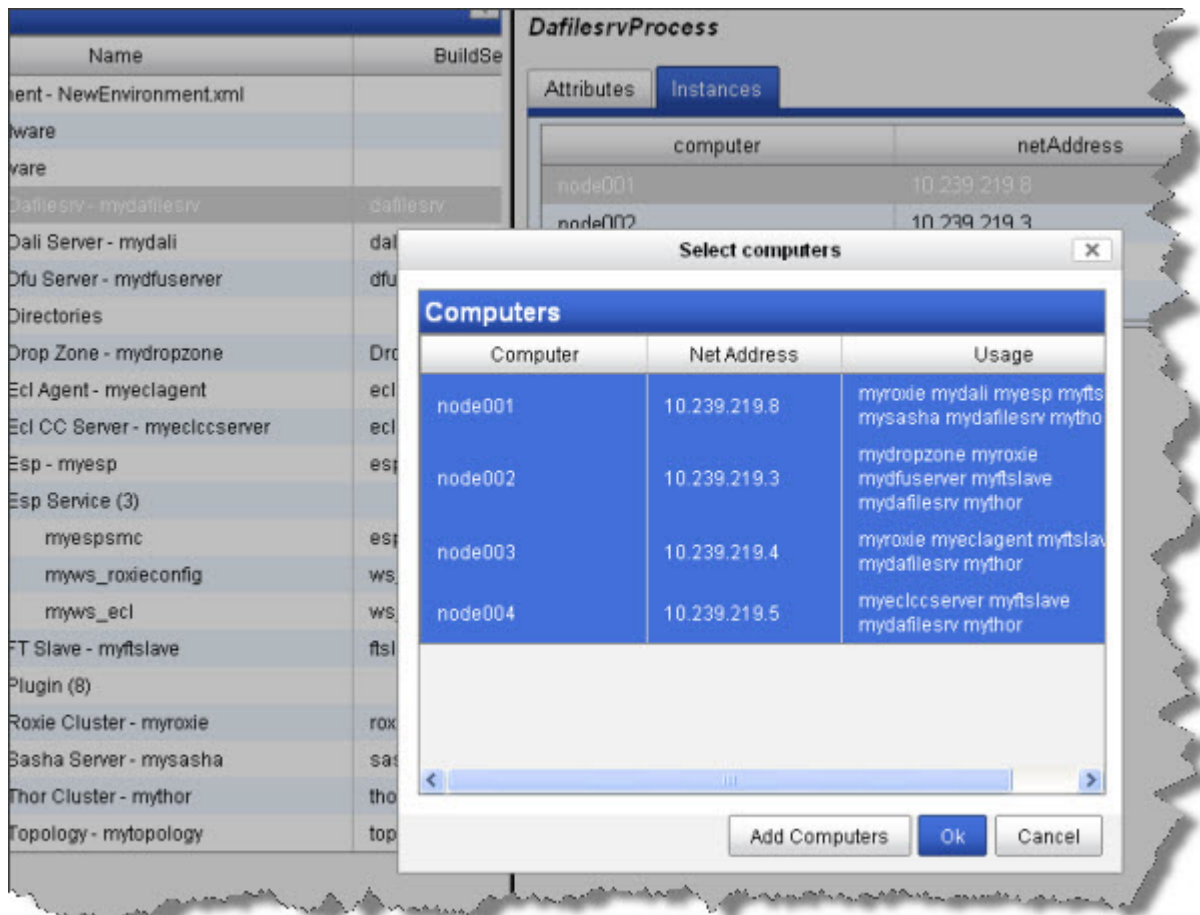 DafilesrvProcess
Name BuildSe
Attributes Instances
ent - NewEnvironment.xml
computer netAddress
node001 10.239.219.8
node002 10.239.219.3
Dafilesrv - mydafilesrv dafilesrv
Dali Server - mydali dal
Dfu Server - mydfuserver dfu
Directories
Drop Zone - mydropzone Dro
Ecl Agent - myeclagent ecl
Ecl CC Server - myeclccserver ecl
Esp - myesp esp
Esp Service (3)
myespsmc esp
myws_roxieconfig ws_
myws_ecl ws_
FT Slave - myftslave ftsl
Plugin (8)
Roxie Cluster - myroxie rox
Sasha Server - mysasha sas
Thor Cluster - mythor tho
Topology - mytopology top
Select computers
Computers
Computer Net Address Usage
node001 10.239.219.8 myroxie mydali myesp myfts
mysasha mydafilesrv mytho
node002 10.239.219.3 mydropzone myroxie
mydfuserver myftslave
mydafilesrv mythor
node003 10.239.219.4 myroxie myeclagent myftslav
mydafilesrv mythor
node004 10.239.219.5 myeclccserver myftslave
mydafilesrv mythor
Add Computers Ok Cancel